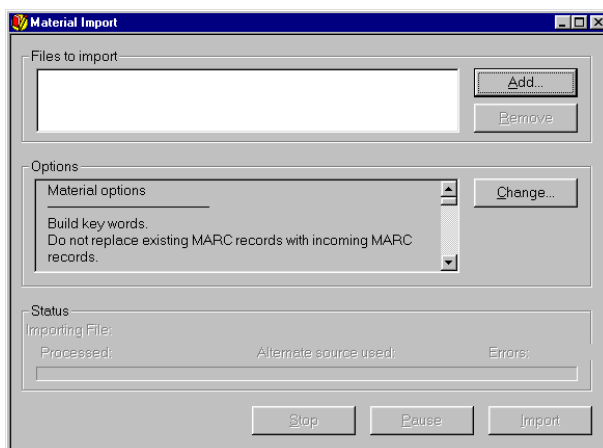 Material Import
Files to import
Add...
Remove
Options
Material options
Change...
Build key words.
Do not replace existing MARC records with incoming MARC
records.
Status
Importing File:
Processed: Alternate source used: Errors:
Stop Pause Import